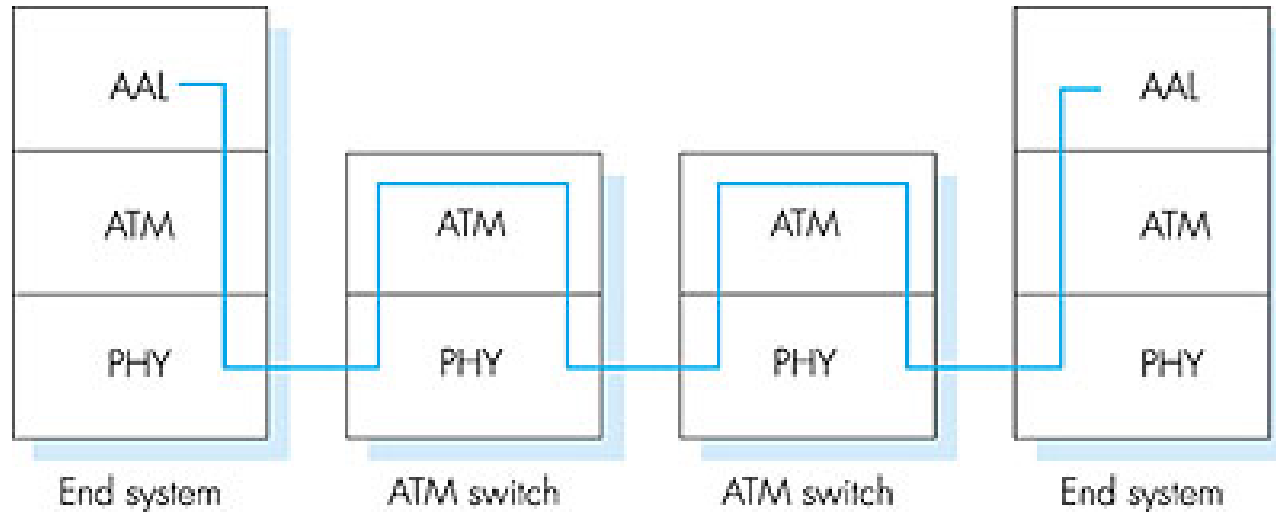 AAL
ATM
PHY
End system
ATM
PHY
ATM switch
ATM
PHY
ATM switch
AAL
ATM
PHY
End system